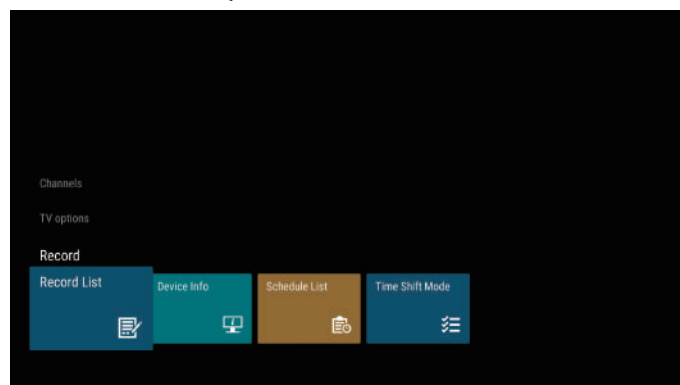 Channels
TV options
Record
Record List
Device Info
Schedule List
Time Shift Mode